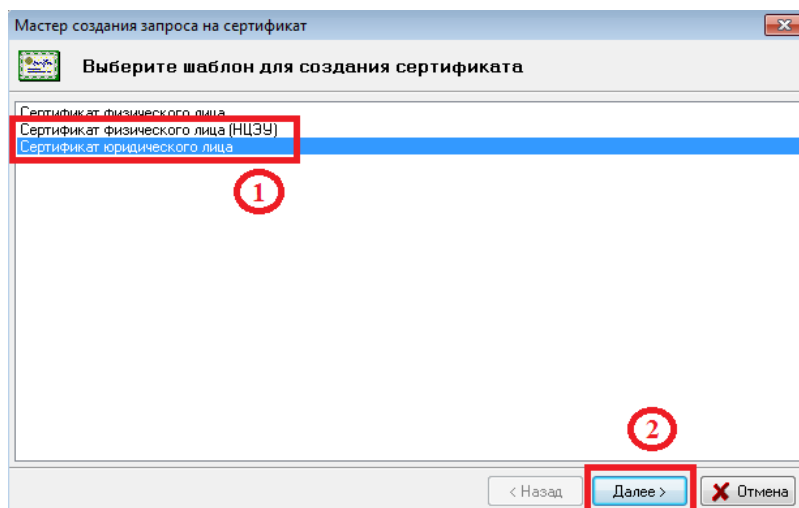 Мастер создания запроса на сертификат
Выберите шаблон для создания сертификата
Сертификат физического лица
Сертификат физического лица (НЦЭУ)
Сертификат юридического лица
1
2
< Назад
Далее >
Отмена